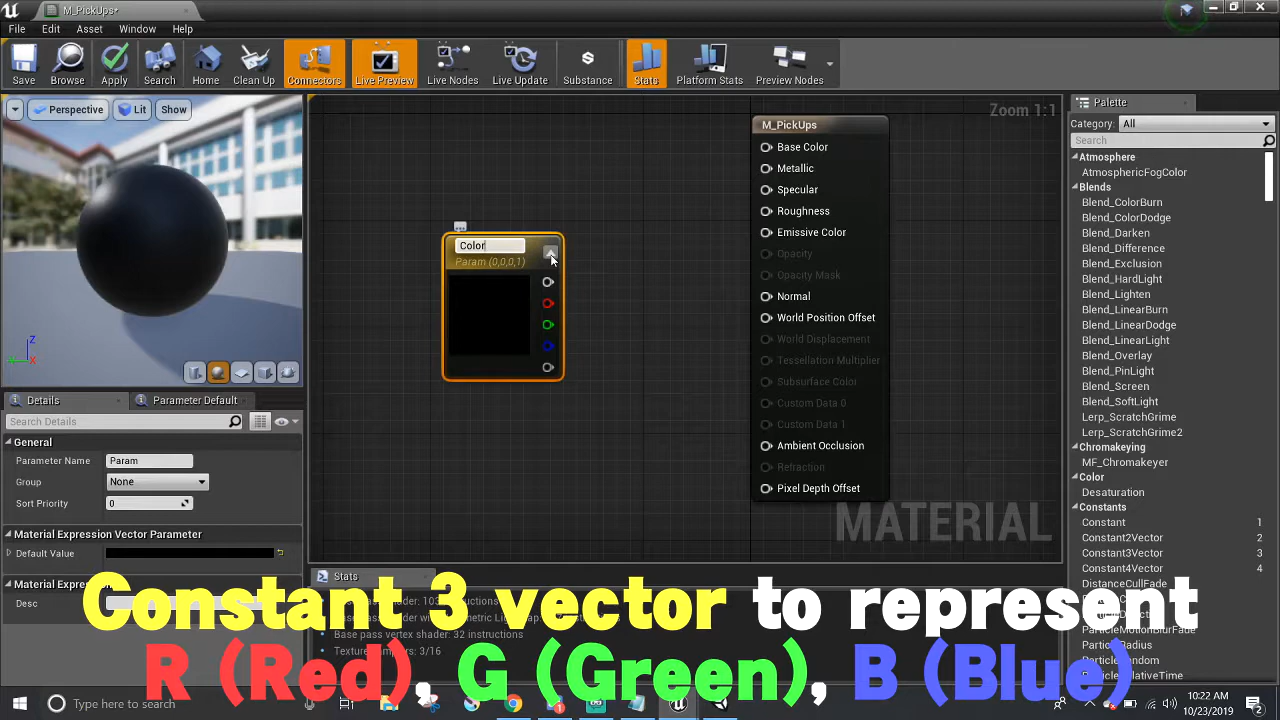 M_PickUps*
File Edit Asset Window Help
Save Browse Apply Search Home Clean Up Connectors Live Preview Live Nodes Live Update Substance Stats Platform Stats Preview Nodes
Perspective Lit Show
Zoom 1:1
Color
Param (0,0,0,1)
M_PickUps
Base Color
Metallic
Specular
Roughness
Emissive Color
Opacity
Opacity Mask
Normal
World Position Offset
World Displacement
Tessellation Multiplier
Subsurface Color
Custom Data 0
Custom Data 1
Ambient Occlusion
Refraction
Pixel Depth Offset
MATERIAL
Z
X
Palette
Category: All
Search
Atmosphere
AtmosphericFogColor
Blends
Blend_ColorBurn
Blend_ColorDodge
Blend_Darken
Blend_Difference
Blend_Exclusion
Blend_HardLight
Blend_Lighten
Blend_LinearBurn
Blend_LinearDodge
Blend_LinearLight
Blend_Overlay
Blend_PinLight
Blend_Screen
Blend_SoftLight
Lerp_ScratchGrime
Lerp_ScratchGrime2
Chromakeying
MF_Chromakeyer
Color
Desaturation
Constants
Constant 1
Constant2Vector 2
Constant3Vector 3
Constant4Vector 4
DistanceCullFade
Details Parameter Default
Search Details
General
Parameter Name Param
Group None
Sort Priority 0
Material Expression Vector Parameter
Default Value
Material Expres
Desc
Stats
Base pass vertex shader: 32 instructions
3/16
Constant 3 vector to represent
R (Red), G (Green), B (Blue)
Type here to search
10:22 AM
10/23/2019
2